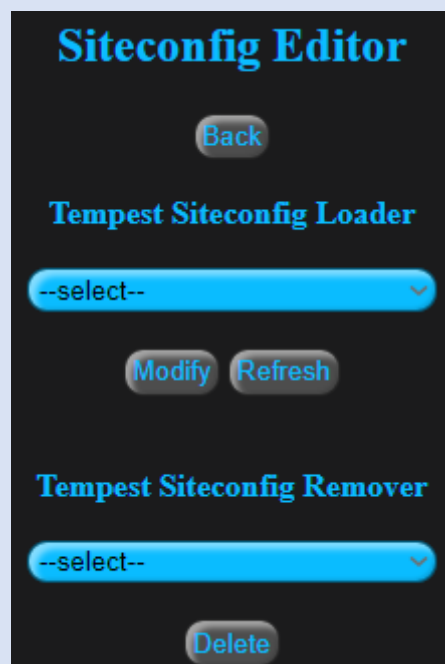 Siteconfig Editor
Back
Tempest Siteconfig Loader
--select--
Modify Refresh
Tempest Siteconfig Remover
--select--
Delete